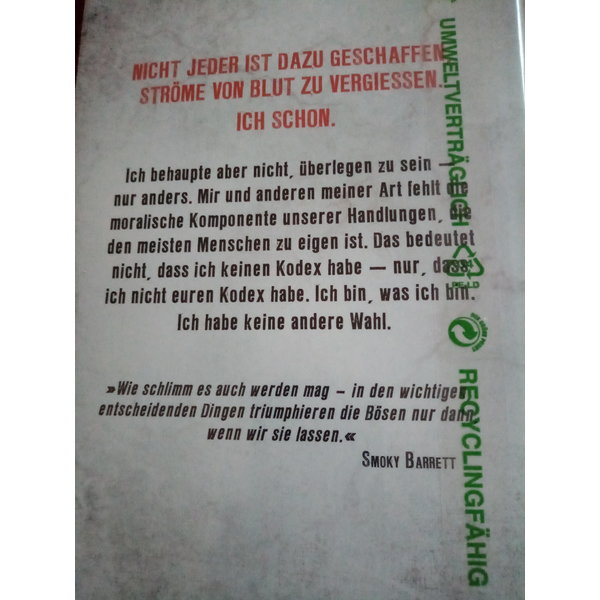 NICHT JEDER IST DAZU GESCHAFFEN
STRÖME VON BLUT ZU VERGIESSEN.
ICH SCHON.
Ich behaupte aber nicht, überlegen zu sein –
nur anders. Mir und anderen meiner Art fehlt die
moralische Komponente unserer Handlungen, die
den meisten Menschen zu eigen ist. Das bedeutet
nicht, dass ich keinen Kodex habe – nur, dass
ich nicht euren Kodex habe. Ich bin, was ich bin.
Ich habe keine andere Wahl.
»Wie schlimm es auch werden mag – in den wichtigen
entscheidenden Dingen triumphieren die Bösen nur dann,
wenn wir sie lassen.«
SMOKY BARRETT
UMWELTVERTRÄGLICH
RECYCLINGFÄHIG